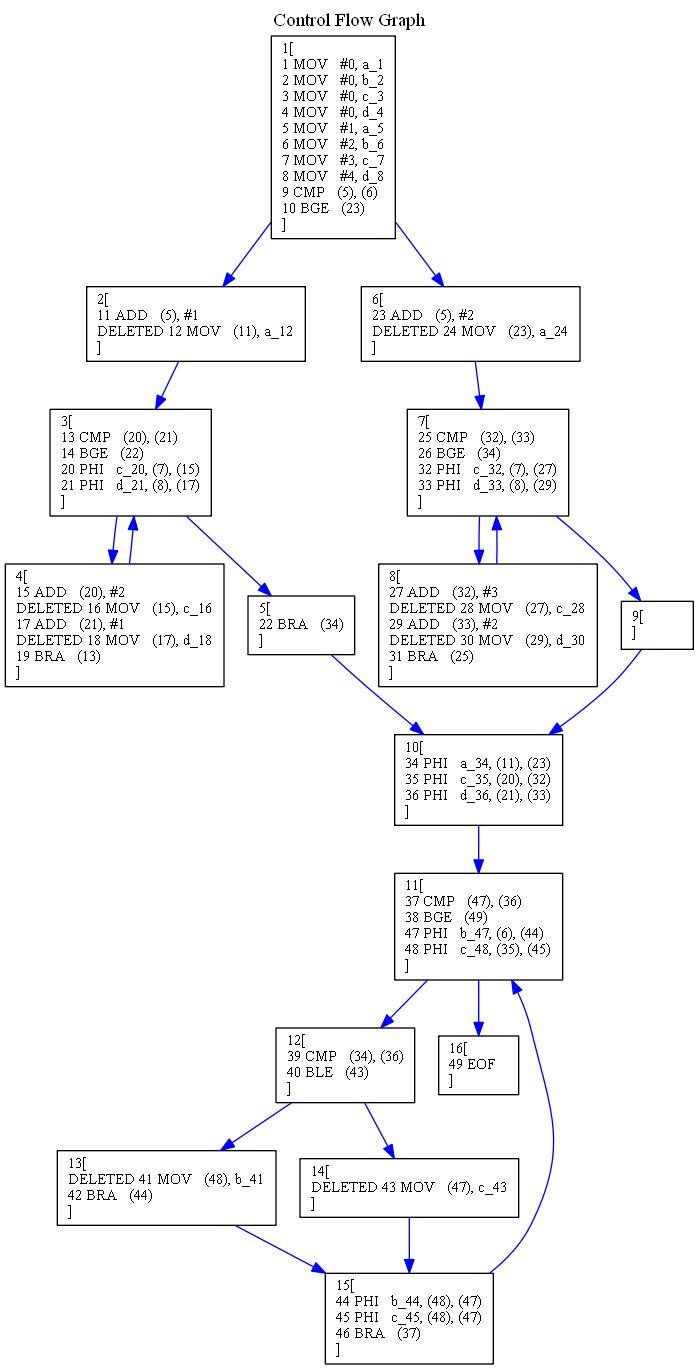 Control Flow Graph
1[
1 MOV #0, a_1
2 MOV #0, b_2
3 MOV #0, c_3
4 MOV #0, d_4
5 MOV #1, a_5
6 MOV #2, b_6
7 MOV #3, c_7
8 MOV #4, d_8
9 CMP (5), (6)
10 BGE (23)
]
2[
11 ADD (5), #1
DELETED 12 MOV (11), a_12
]
6[
23 ADD (5), #2
DELETED 24 MOV (23), a_24
]
3[
13 CMP (20), (21)
14 BGE (22)
20 PHI c_20, (7), (15)
21 PHI d_21, (8), (17)
]
7[
25 CMP (32), (33)
26 BGE (34)
32 PHI c_32, (7), (27)
33 PHI d_33, (8), (29)
]
4[
15 ADD (20), #2
DELETED 16 MOV (15), c_16
17 ADD (21), #1
DELETED 18 MOV (17), d_18
19 BRA (13)
]
5[
22 BRA (34)
]
8[
27 ADD (32), #3
DELETED 28 MOV (27), c_28
29 ADD (33), #2
DELETED 30 MOV (29), d_30
31 BRA (25)
]
9[
]
10[
34 PHI a_34, (11), (23)
35 PHI c_35, (20), (32)
36 PHI d_36, (21), (33)
]
11[
37 CMP (47), (36)
38 BGE (49)
47 PHI b_47, (6), (44)
48 PHI c_48, (35), (45)
]
12[
39 CMP (34), (36)
40 BLE (43)
]
16[
49 EOF
]
13[
DELETED 41 MOV (48), b_41
42 BRA (44)
]
14[
DELETED 43 MOV (47), c_43
]
15[
44 PHI b_44, (48), (47)
45 PHI c_45, (48), (47)
46 BRA (37)
]